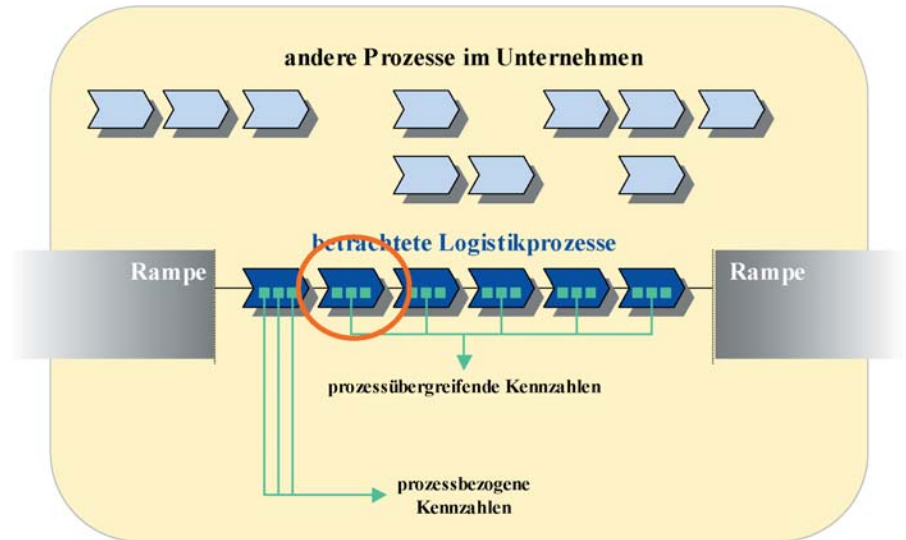 andere Prozesse im Unternehmen
betrachtete Logistikprozesse
Rampe
Rampe
prozessübergreifende Kennzahlen
prozessbezogene
Kennzahlen